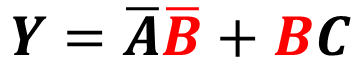 Y = A̅B̅ + BC